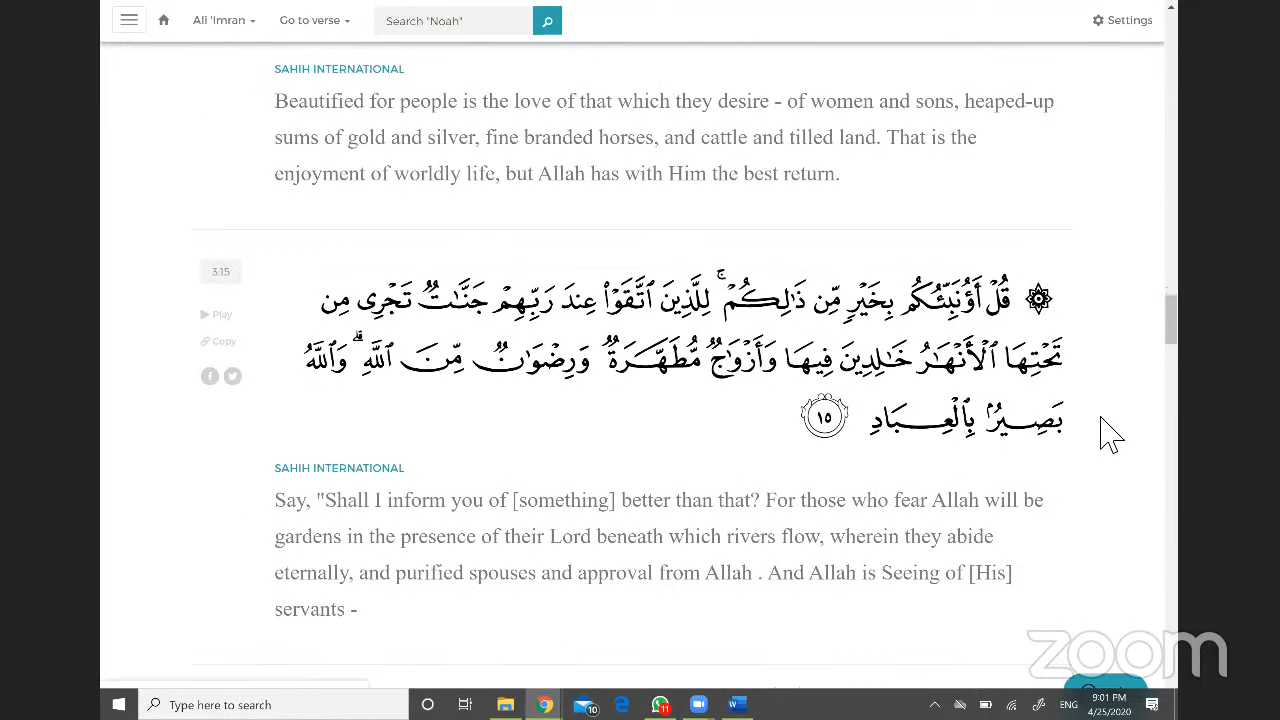 Ali 'Imran
Go to verse
Search "Noah"
Settings
SAHIH INTERNATIONAL
Beautified for people is the love of that which they desire - of women and sons, heaped-up
sums of gold and silver, fine branded horses, and cattle and tilled land. That is the
enjoyment of worldly life, but Allah has with Him the best return.
3:15
Play
Copy
۞ قُلْ أَؤُنَبِّئُكُم بِخَيْرٍ مِّن ذَٰلِكُمْ ۚ لِلَّذِينَ ٱتَّقَوْا۟ عِندَ رَبِّهِمْ جَنَّـٰتٌ تَجْرِى مِن
تَحْتِهَا ٱلْأَنْهَـٰرُ خَـٰلِدِينَ فِيهَا وَأَزْوَٰجٌ مُّطَهَّرَةٌ وَرِضْوَٰنٌ مِّنَ ٱللَّهِ ۗ وَٱللَّهُ
بَصِيرٌۢ بِٱلْعِبَادِ ١٥
SAHIH INTERNATIONAL
Say, "Shall I inform you of [something] better than that? For those who fear Allah will be
gardens in the presence of their Lord beneath which rivers flow, wherein they abide
eternally, and purified spouses and approval from Allah . And Allah is Seeing of [His]
servants -
zoom
Type here to search
10
11
ENG
9:01 PM
4/25/2020